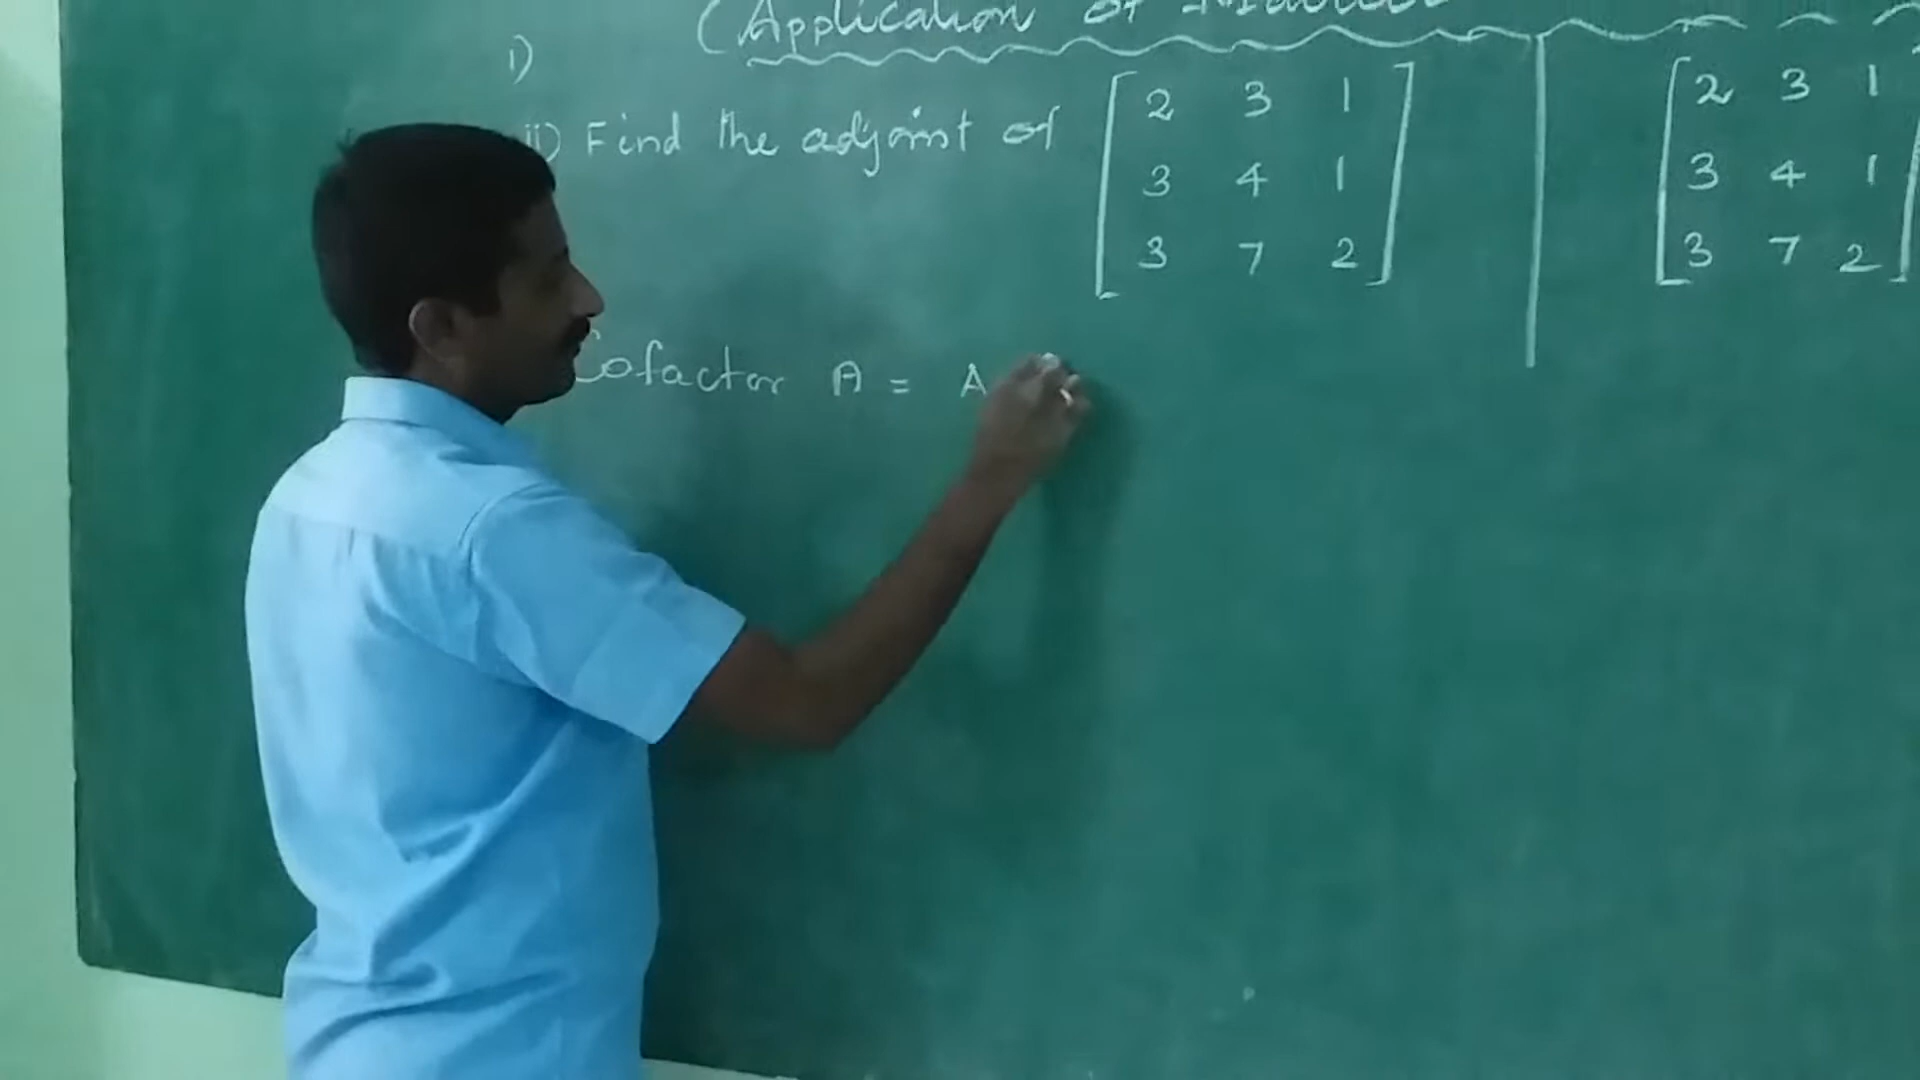 (Application of Matrices
i)
ii) Find the adjoint of [2 3 1
3 4 1
3 7 2]
Cofactor A = A
[2 3 1
3 4 1
3 7 2]